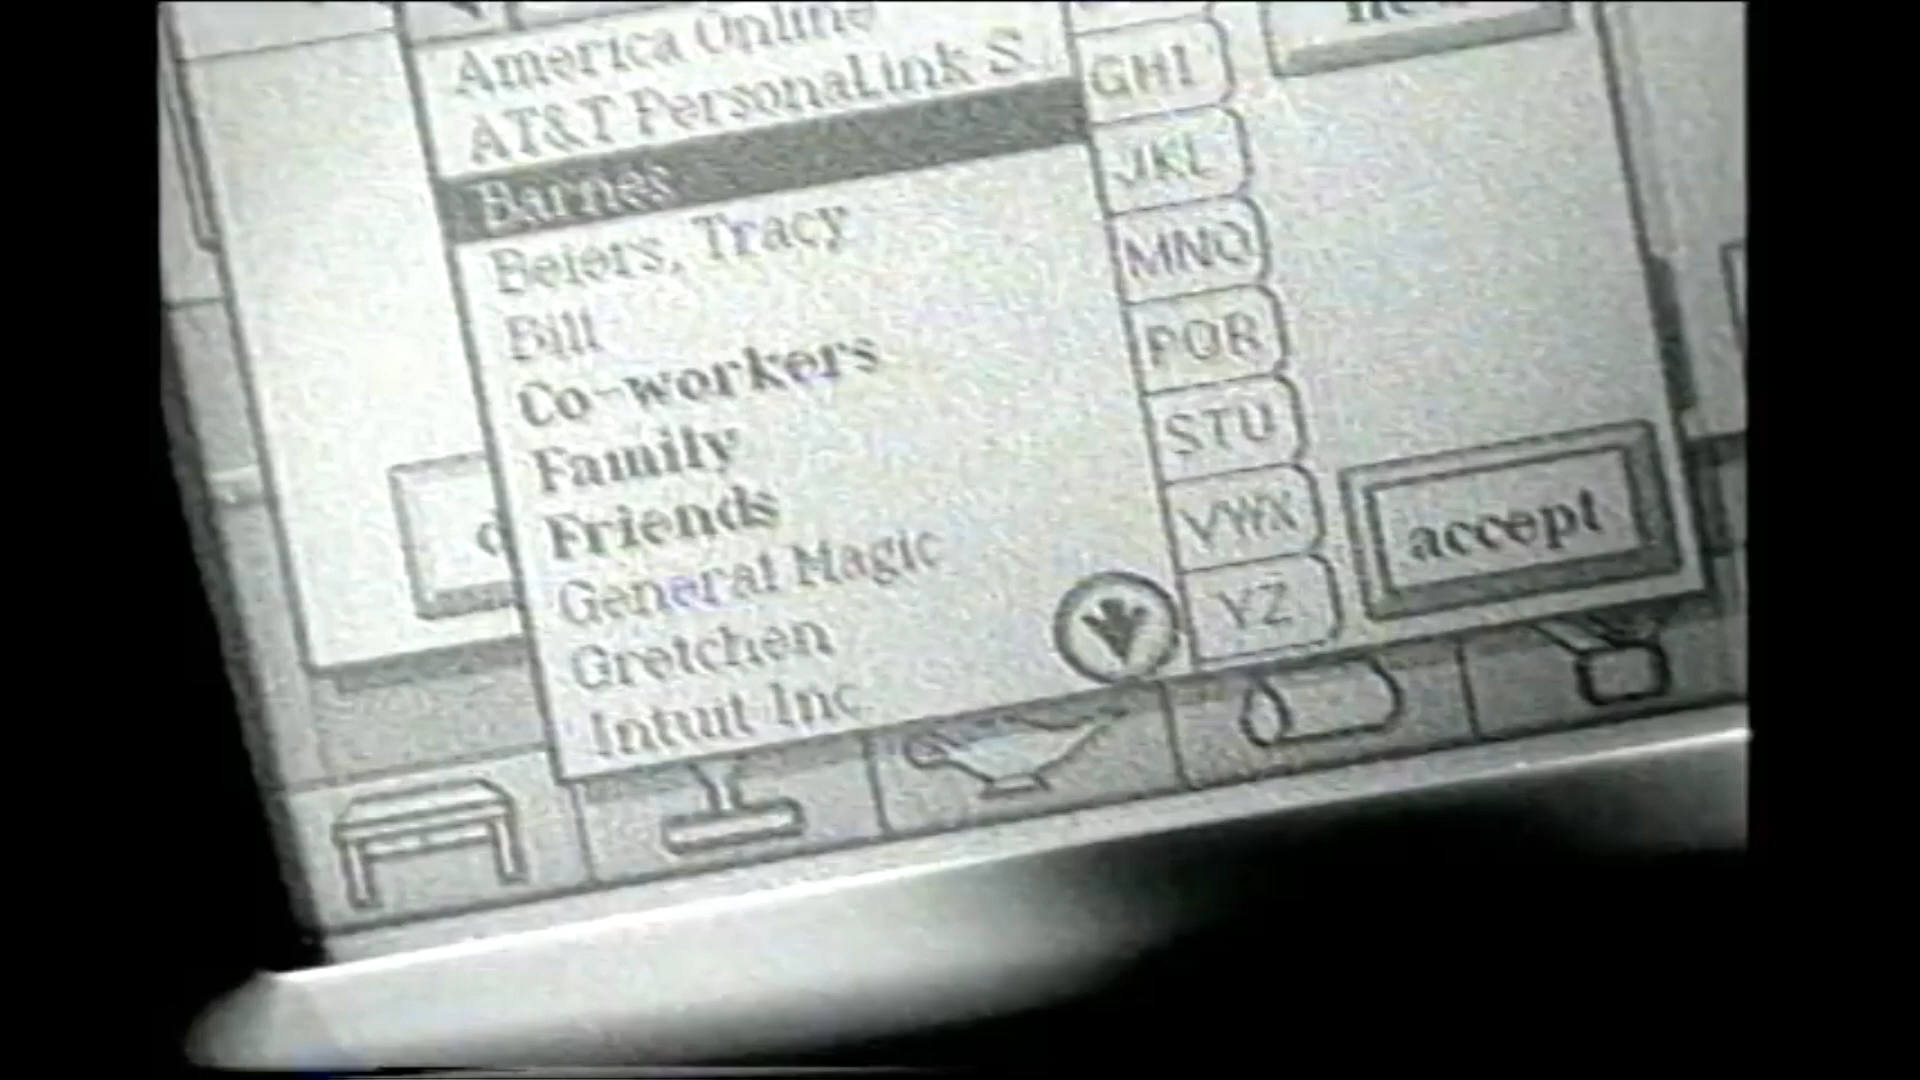 America Online
AT&T PersonaLink S
Barnes
Beiers, Tracy
Bill
Co-workers
Family
Friends
General Magic
Gretchen
Intuit Inc
GHI
JKL
MNO
PQR
STU
VWX
YZ
accept